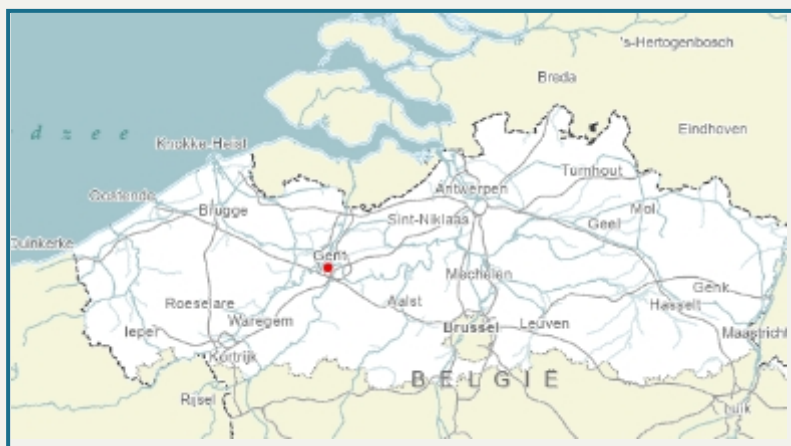 's-Hertogenbosch
Breda
Eindhoven
d z e e
Knokke-Heist
Turnhout
Antwerpen
Oostende
Brugge
Sint-Niklaas
Mol
Geel
Duinkerke
Gent
Mechelen
Genk
Roeselare
Aalst
Hasselt
Ieper
Waregem
Brussel
Leuven
Maastricht
Kortrijk
BELGIË
Rijsel
Luik